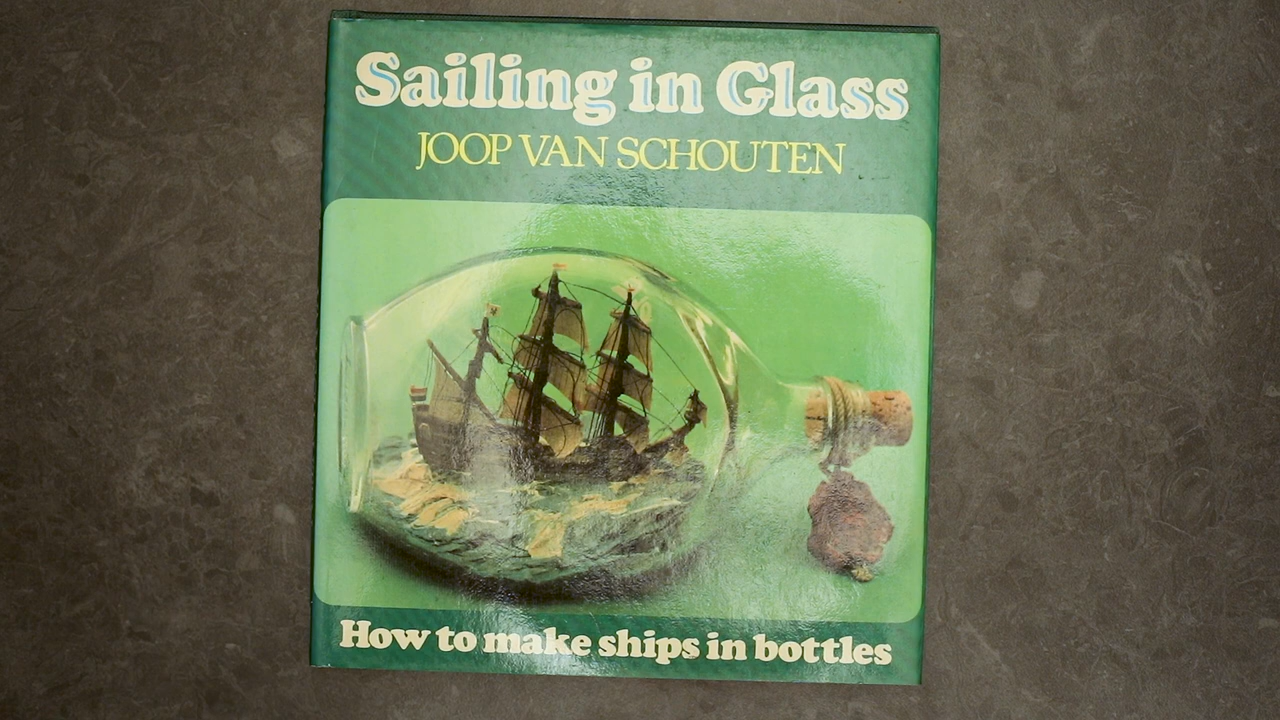 Sailing in Glass
JOOP VAN SCHOUTEN
How to make ships in bottles